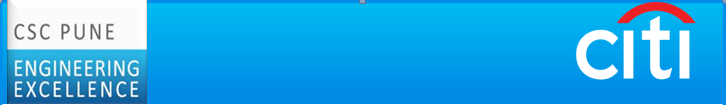 CSC PUNE
ENGINEERING
EXCELLENCE
citi